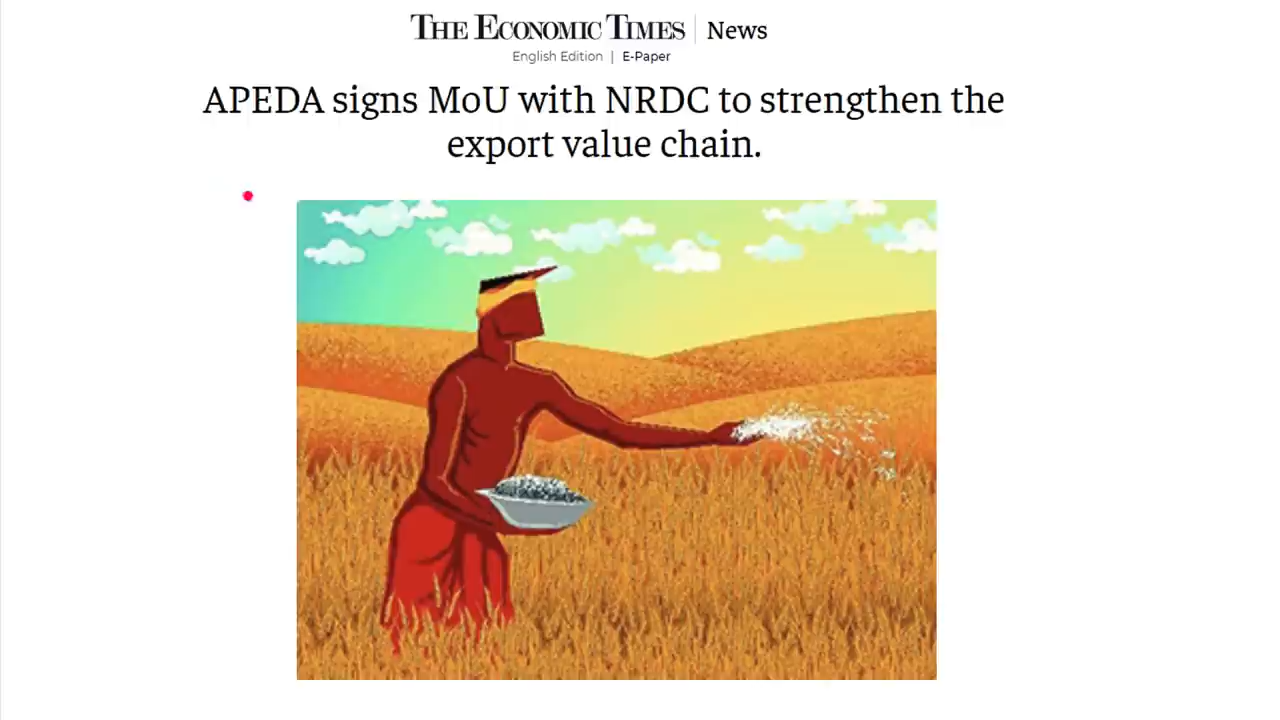 THE ECONOMIC TIMES | News
English Edition | E-Paper
APEDA signs MoU with NRDC to strengthen the
export value chain.